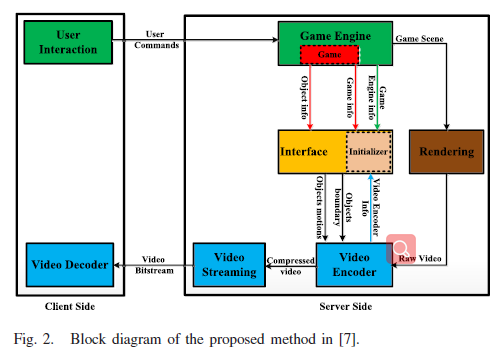 User
Interaction
User
Commands
Game Engine
Game
Game Scene
Object info
Game info
Game
Engine info
Interface
Initializer
Rendering
Objects motions
Objects
boundary
Video Encoder
Info
Video Decoder
Video
Bitstream
Video
Streaming
Compressed
video
Video
Encoder
Raw Video
Client Side
Server Side
Fig. 2. Block diagram of the proposed method in [7].